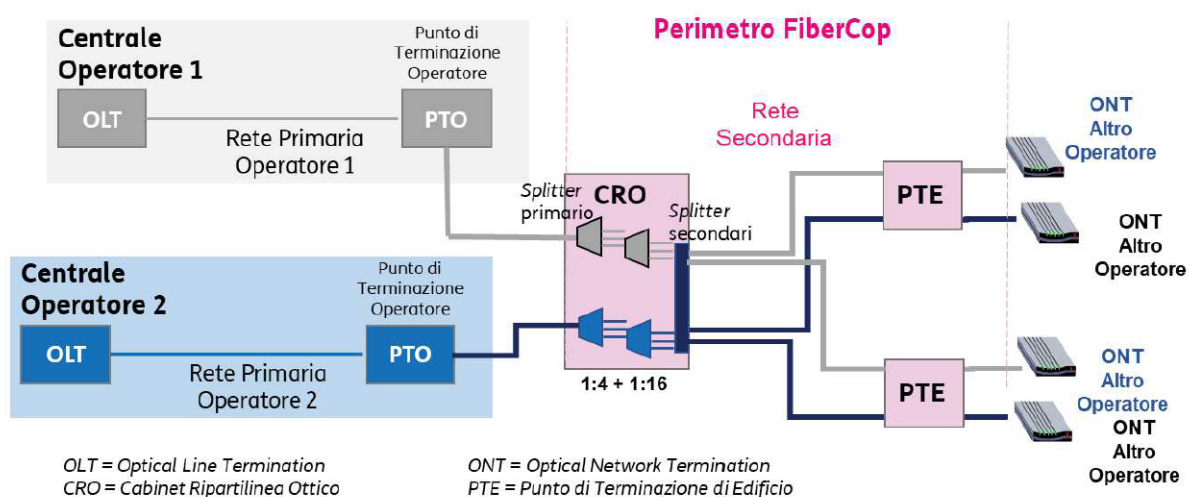 Perimetro FiberCop
Centrale
Operatore 1
Punto di
Terminazione
Operatore
OLT
PTO
Rete Primaria
Operatore 1
Rete
Secondaria
ONT
Altro
Operatore
Splitter
primario
CRO
Splitter
secondari
PTE
ONT
Altro
Operatore
Centrale
Operatore 2
Punto di
Terminazione
Operatore
OLT
PTO
Rete Primaria
Operatore 2
1:4 + 1:16
PTE
ONT
Altro
Operatore
ONT
Altro
Operatore
OLT = Optical Line Termination
ONT = Optical Network Termination
CRO = Cabinet Ripartilinea Ottico
PTE = Punto di Terminazione di Edificio